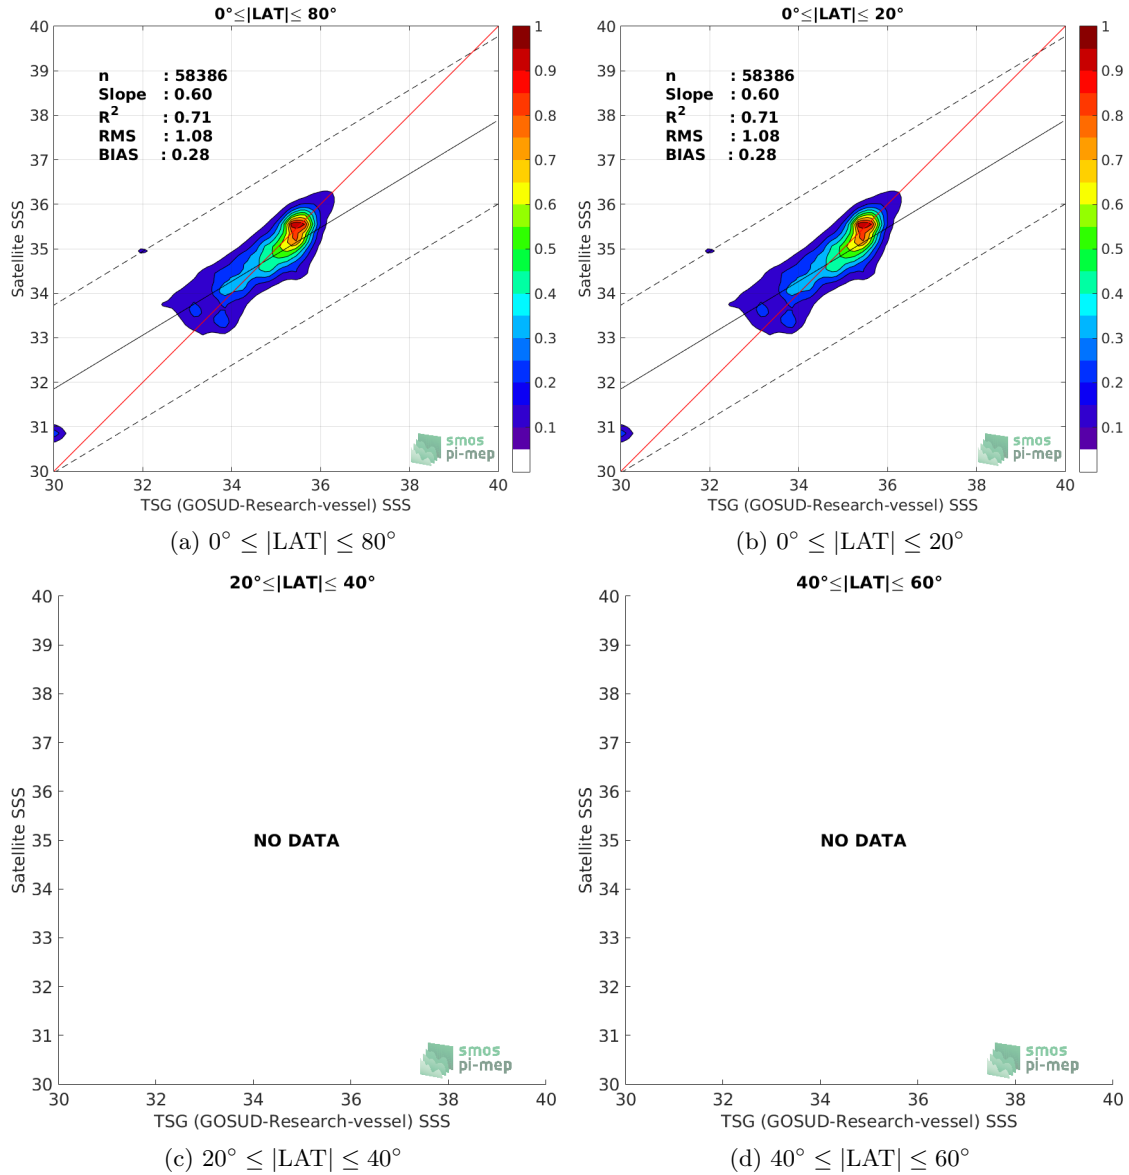 0°≤|LAT|≤ 80°
40
39
38
37
36
35
34
33
32
31
30
30
32
34
36
38
40
Satellite SSS
TSG (GOSUD-Research-vessel) SSS
n : 58386
Slope : 0.60
R² : 0.71
RMS : 1.08
BIAS : 0.28
smos
pi-mep
1
0.9
0.8
0.7
0.6
0.5
0.4
0.3
0.2
0.1
(a) 0° ≤ |LAT| ≤ 80°
0°≤|LAT|≤ 20°
40
39
38
37
36
35
34
33
32
31
30
30
32
34
36
38
40
Satellite SSS
TSG (GOSUD-Research-vessel) SSS
n : 58386
Slope : 0.60
R² : 0.71
RMS : 1.08
BIAS : 0.28
smos
pi-mep
1
0.9
0.8
0.7
0.6
0.5
0.4
0.3
0.2
0.1
(b) 0° ≤ |LAT| ≤ 20°
20°≤|LAT|≤ 40°
40
39
38
37
36
35
34
33
32
31
30
30
32
34
36
38
40
Satellite SSS
TSG (GOSUD-Research-vessel) SSS
NO DATA
smos
pi-mep
(c) 20° ≤ |LAT| ≤ 40°
40°≤|LAT|≤ 60°
40
39
38
37
36
35
34
33
32
31
30
30
32
34
36
38
40
Satellite SSS
TSG (GOSUD-Research-vessel) SSS
NO DATA
smos
pi-mep
(d) 40° ≤ |LAT| ≤ 60°